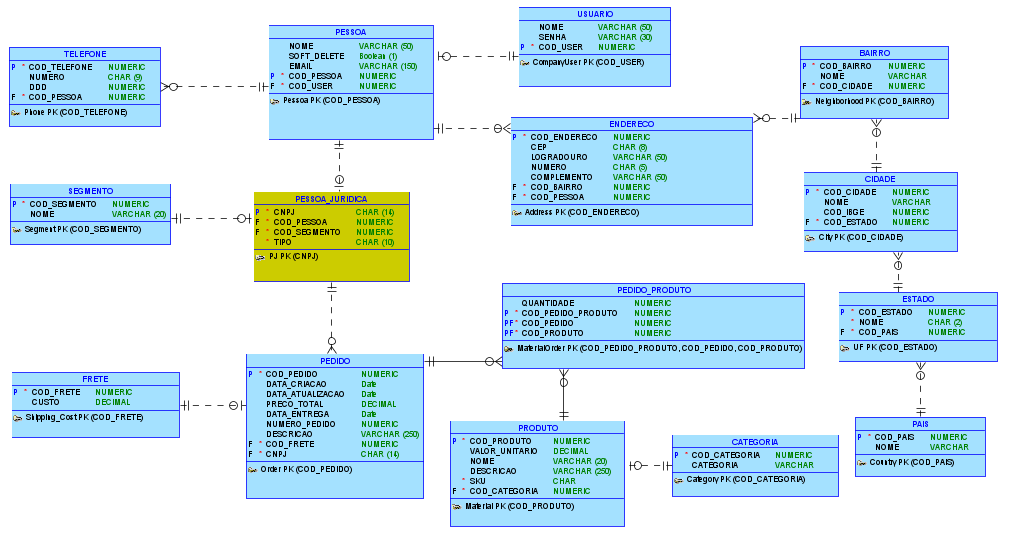 USUARIO
NOME VARCHAR (50)
SENHA VARCHAR (30)
P * COD_USER NUMERIC
CompanyUser PK (COD_USER)
PESSOA
NOME VARCHAR (50)
SOFT_DELETE Boolean (1)
EMAIL VARCHAR (150)
P * COD_PESSOA NUMERIC
F * COD_USER NUMERIC
Pessoa PK (COD_PESSOA)
TELEFONE
P * COD_TELEFONE NUMERIC
NUMERO CHAR (9)
DDD NUMERIC
F * COD_PESSOA NUMERIC
Phone PK (COD_TELEFONE)
BAIRRO
P * COD_BAIRRO NUMERIC
NOME VARCHAR
F * COD_CIDADE NUMERIC
Neighborhood PK (COD_BAIRRO)
ENDERECO
P * COD_ENDERECO NUMERIC
CEP CHAR (8)
LOGRADOURO VARCHAR (50)
NUMERO CHAR (5)
COMPLEMENTO VARCHAR (50)
F * COD_BAIRRO NUMERIC
F * COD_PESSOA NUMERIC
Address PK (COD_ENDERECO)
SEGMENTO
P * COD_SEGMENTO NUMERIC
NOME VARCHAR (20)
Segment PK (COD_SEGMENTO)
PESSOA_JURIDICA
P * CNPJ CHAR (14)
F * COD_PESSOA NUMERIC
F * COD_SEGMENTO NUMERIC
* TIPO CHAR (10)
PJ PK (CNPJ)
CIDADE
P * COD_CIDADE NUMERIC
NOME VARCHAR
COD_IBGE NUMERIC
F * COD_ESTADO NUMERIC
City PK (COD_CIDADE)
PEDIDO_PRODUTO
QUANTIDADE NUMERIC
P * COD_PEDIDO_PRODUTO NUMERIC
PF * COD_PEDIDO NUMERIC
PF * COD_PRODUTO NUMERIC
MaterialOrder PK (COD_PEDIDO_PRODUTO, COD_PEDIDO, COD_PRODUTO)
ESTADO
P * COD_ESTADO NUMERIC
* NOME CHAR (2)
F * COD_PAIS NUMERIC
UF PK (COD_ESTADO)
PEDIDO
P * COD_PEDIDO NUMERIC
DATA_CRIACAO Date
DATA_ATUALIZACAO Date
PRECO_TOTAL DECIMAL
DATA_ENTREGA Date
NUMERO_PEDIDO NUMERIC
DESCRICÃO VARCHAR (250)
F * COD_FRETE NUMERIC
F * CNPJ CHAR (14)
Order PK (COD_PEDIDO)
FRETE
P * COD_FRETE NUMERIC
CUSTO DECIMAL
Shipping_Cost PK (COD_FRETE)
PRODUTO
P * COD_PRODUTO NUMERIC
VALOR_UNITARIO DECIMAL
NOME VARCHAR (20)
DESCRICAO VARCHAR (250)
* SKU CHAR
F * COD_CATEGORIA NUMERIC
Material PK (COD_PRODUTO)
CATEGORIA
P * COD_CATEGORIA NUMERIC
CATEGORIA VARCHAR
Category PK (COD_CATEGORIA)
PAIS
P * COD_PAIS NUMERIC
NOME VARCHAR
Country PK (COD_PAIS)